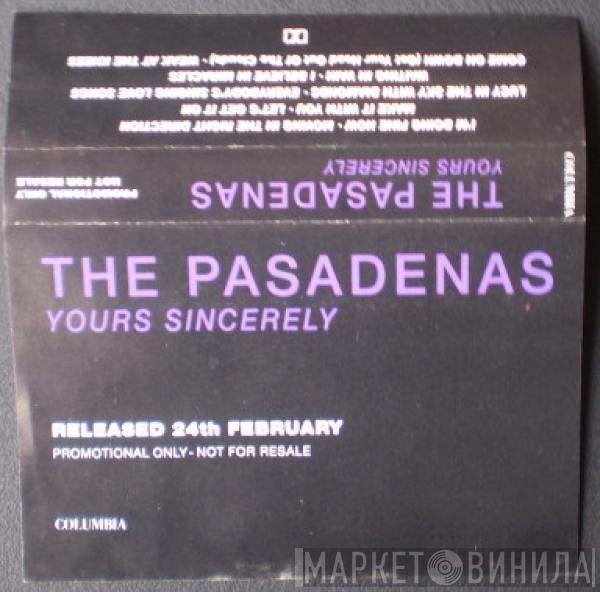 I'M DOING FINE NOW · MOVING IN THE RIGHT DIRECTION
MAKE IT WITH YOU · LET'S GET IT ON
LUCY IN THE SKY WITH DIAMONDS · EVERYBODY'S SINGING LOVE SONGS
WAITING IN VAIN · I BELIEVE IN MIRACLES
COME ON DOWN (Get Your Head Out Of The Clouds) · WEAK AT THE KNEES
THE PASADENAS
YOURS SINCERELY
PROMOTIONAL ONLY
NOT FOR RESALE
THE PASADENAS
YOURS SINCERELY
RELEASED 24th FEBRUARY
PROMOTIONAL ONLY - NOT FOR RESALE
COLUMBIA
МАРКЕТ ВИНИЛА